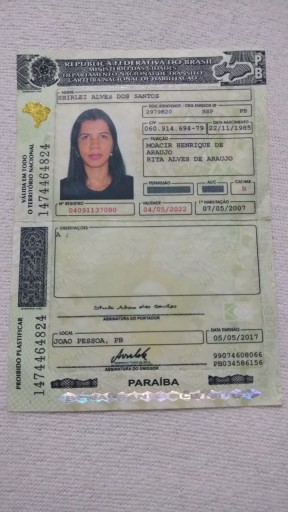 REPÚBLICA FEDERATIVA DO BRASIL
MINISTÉRIO DAS CIDADES
DEPARTAMENTO NACIONAL DE TRÂNSITO
CARTEIRA NACIONAL DE HABILITAÇÃO
PB
NOME
SHIRLEI ALVES DOS SANTOS
DOC. IDENTIDADE / ORG. EMISSOR UF
2979820 SSP PB
CPF
DATA NASCIMENTO
060.914.694-79
22/11/1985
FILIAÇÃO
MOACIR HENRIQUE DE
ARAUJO
RITA ALVES DE ARAUJO
PERMISSÃO
ACC
CAT.HAB.
B
Nº REGISTRO
VALIDADE
1ª HABILITAÇÃO
04091137080
04/05/2022
07/05/2007
VÁLIDA EM TODO
O TERRITÓRIO NACIONAL
1474464824
OBSERVAÇÕES
A ;
ASSINATURA DO PORTADOR
LOCAL
DATA EMISSÃO
JOAO PESSOA, PB
05/05/2017
99074608066
PB034586156
ASSINATURA DO EMISSOR
PARAÍBA
PROIBIDO PLASTIFICAR
1474464824